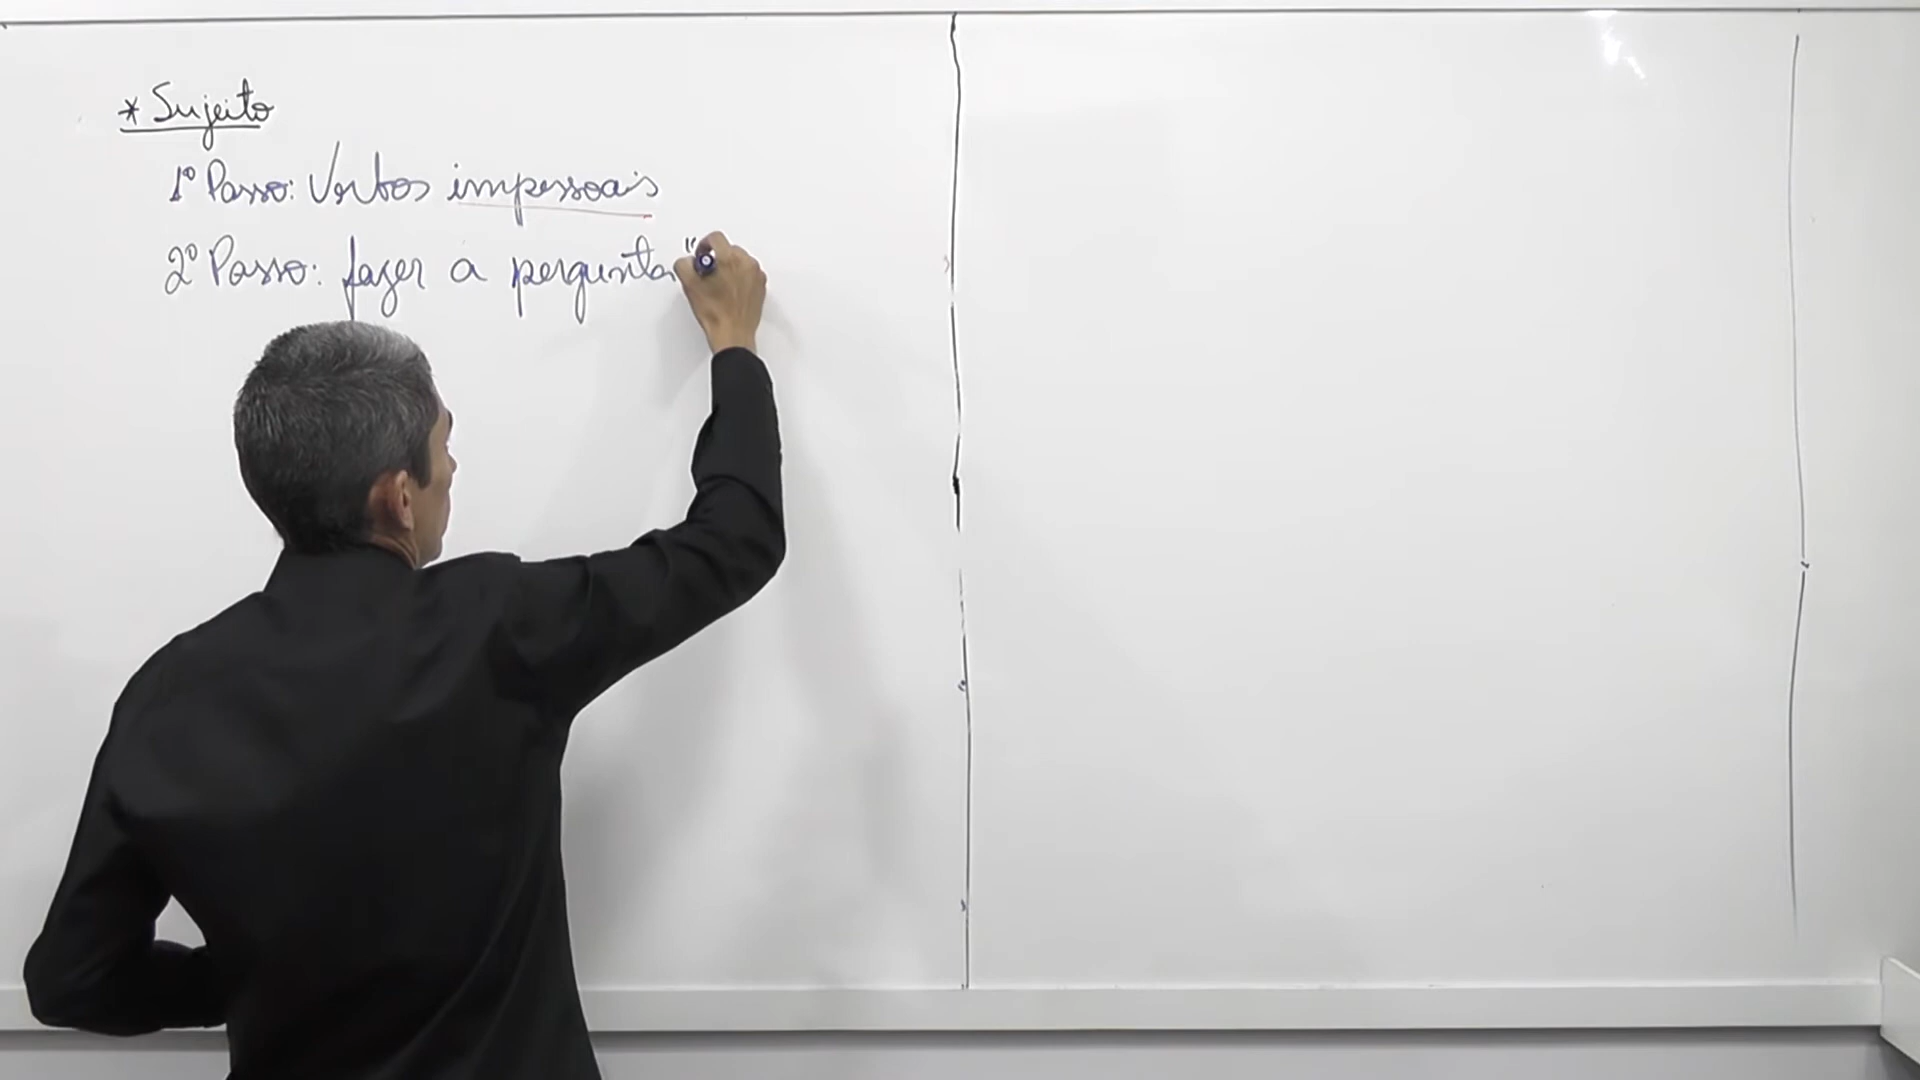 * Sujeito
1º Passo: Verbos impessoais
2º Passo: fazer a pergunta "